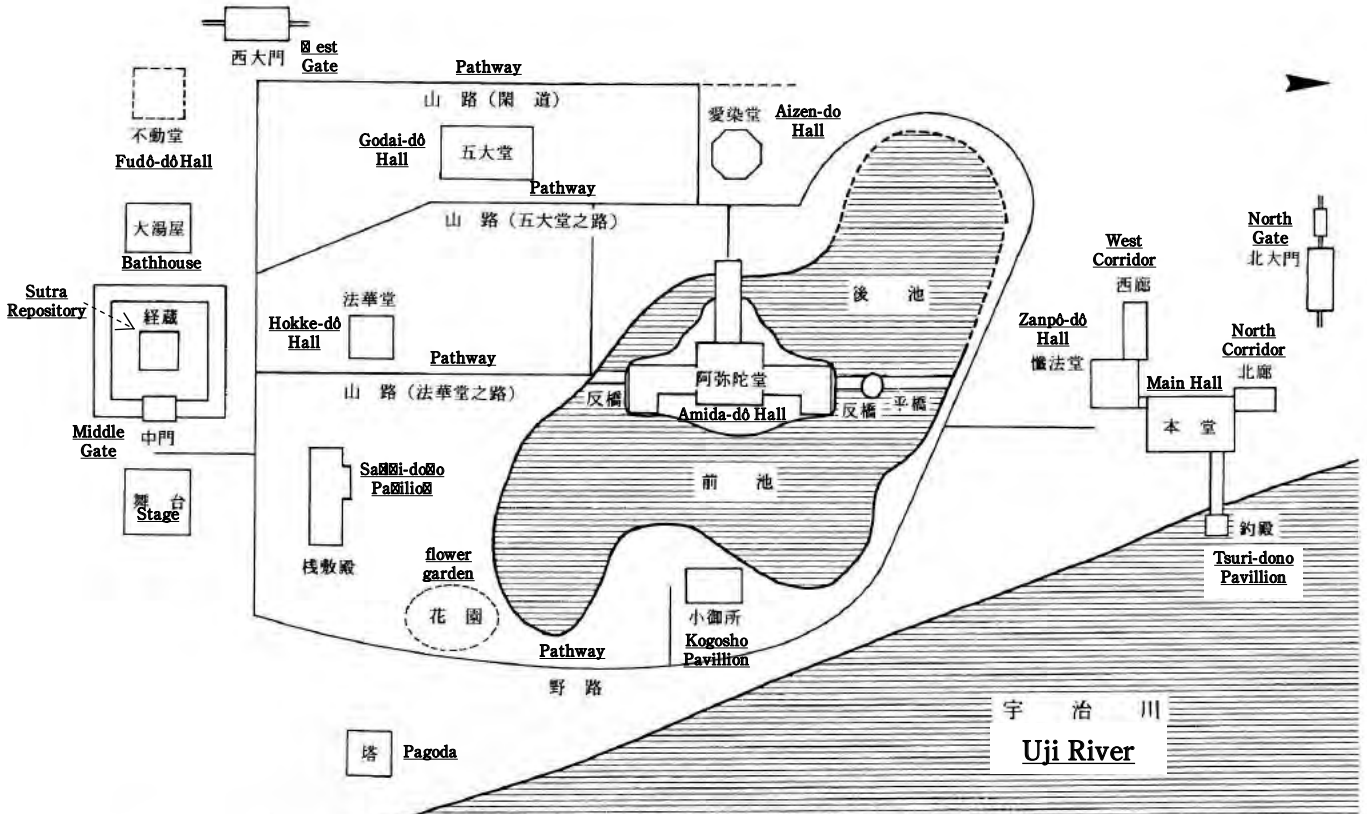 西大門
est
Gate
Pathway
山 路（閑 道）
不動堂
Fudô-dô Hall
Godai-dô
Hall
五大堂
愛染堂
Aizen-do
Hall
Pathway
山 路（五大堂之路）
大湯屋
Bathhouse
Sutra
Repository
経蔵
Middle
Gate
中門
舞 台
Stage
法華堂
Hokke-dô
Hall
Pathway
山 路（法華堂之路）
桟敷殿
flower
garden
花 園
後 池
阿弥陀堂
Amida-dô Hall
反橋
反橋
平橋
前 池
小御所
Kogosho
Pavillion
Pathway
野 路
塔
Pagoda
West
Corridor
西廊
Zanpô-dô
Hall
懺法堂
North
Gate
北大門
North
Corridor
北廊
Main Hall
本 堂
釣殿
Tsuri-dono
Pavillion
宇 治 川
Uji River